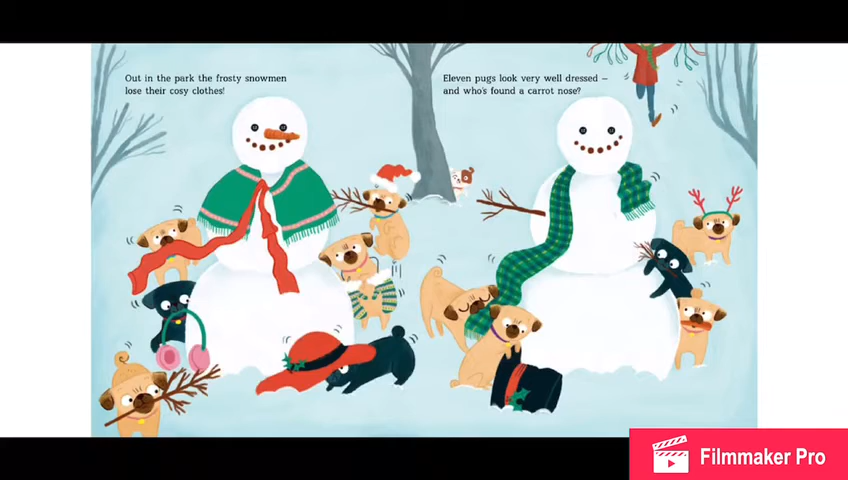 Out in the park the frosty snowmen
lose their cosy clothes!
Eleven pugs look very well dressed –
and who's found a carrot nose?
Filmmaker Pro